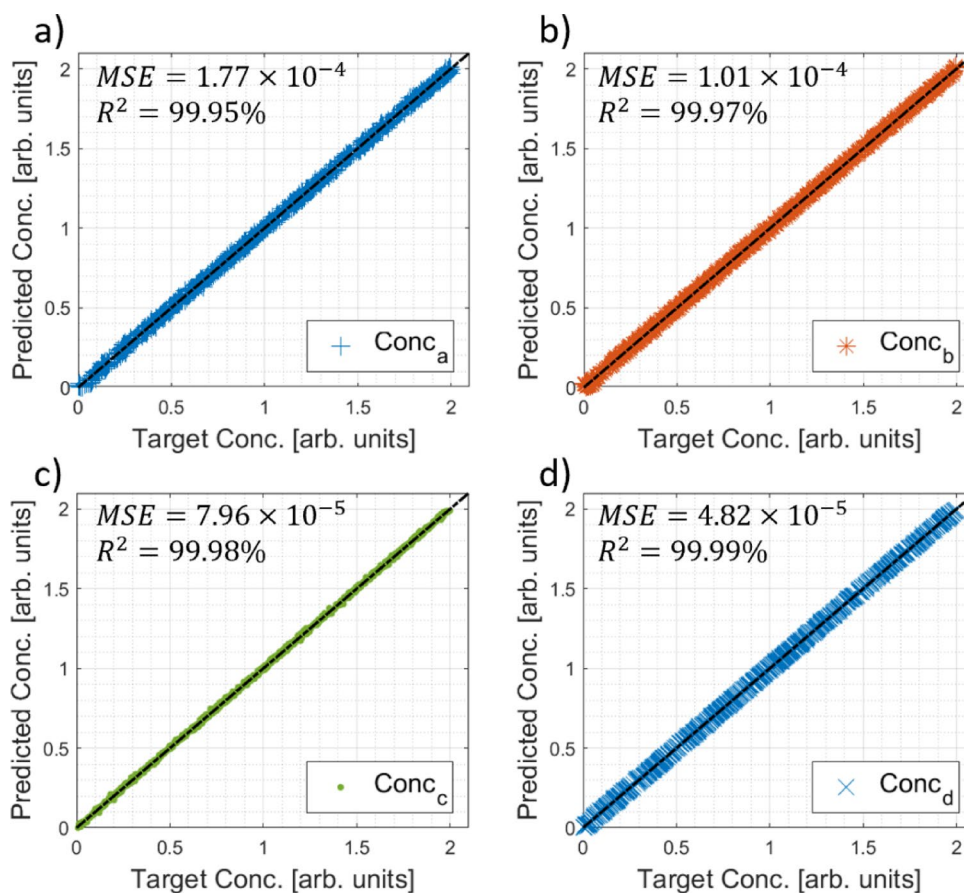 a)
MSE = 1.77 × 10⁻⁴
R² = 99.95%
Predicted Conc. [arb. units]
2
1.5
1
0.5
0
Conc_a
0 0.5 1 1.5 2
Target Conc. [arb. units]
b)
MSE = 1.01 × 10⁻⁴
R² = 99.97%
Predicted Conc. [arb. units]
2
1.5
1
0.5
0
Conc_b
0 0.5 1 1.5 2
Target Conc. [arb. units]
c)
MSE = 7.96 × 10⁻⁵
R² = 99.98%
Predicted Conc. [arb. units]
2
1.5
1
0.5
0
Conc_c
0 0.5 1 1.5 2
Target Conc. [arb. units]
d)
MSE = 4.82 × 10⁻⁵
R² = 99.99%
Predicted Conc. [arb. units]
2
1.5
1
0.5
0
Conc_d
0 0.5 1 1.5 2
Target Conc. [arb. units]